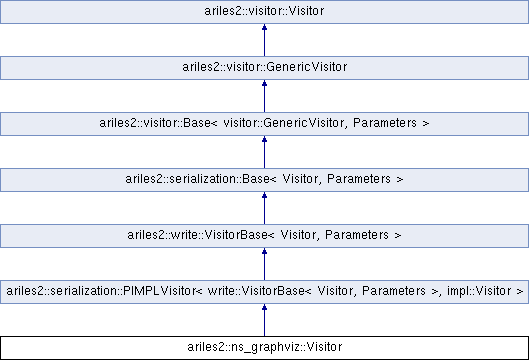 ariles2::visitor::Visitor
ariles2::visitor::GenericVisitor
ariles2::visitor::Base< visitor::GenericVisitor, Parameters >
ariles2::serialization::Base< Visitor, Parameters >
ariles2::write::VisitorBase< Visitor, Parameters >
ariles2::serialization::PIMPLVisitor< write::VisitorBase< Visitor, Parameters >, impl::Visitor >
ariles2::ns_graphviz::Visitor